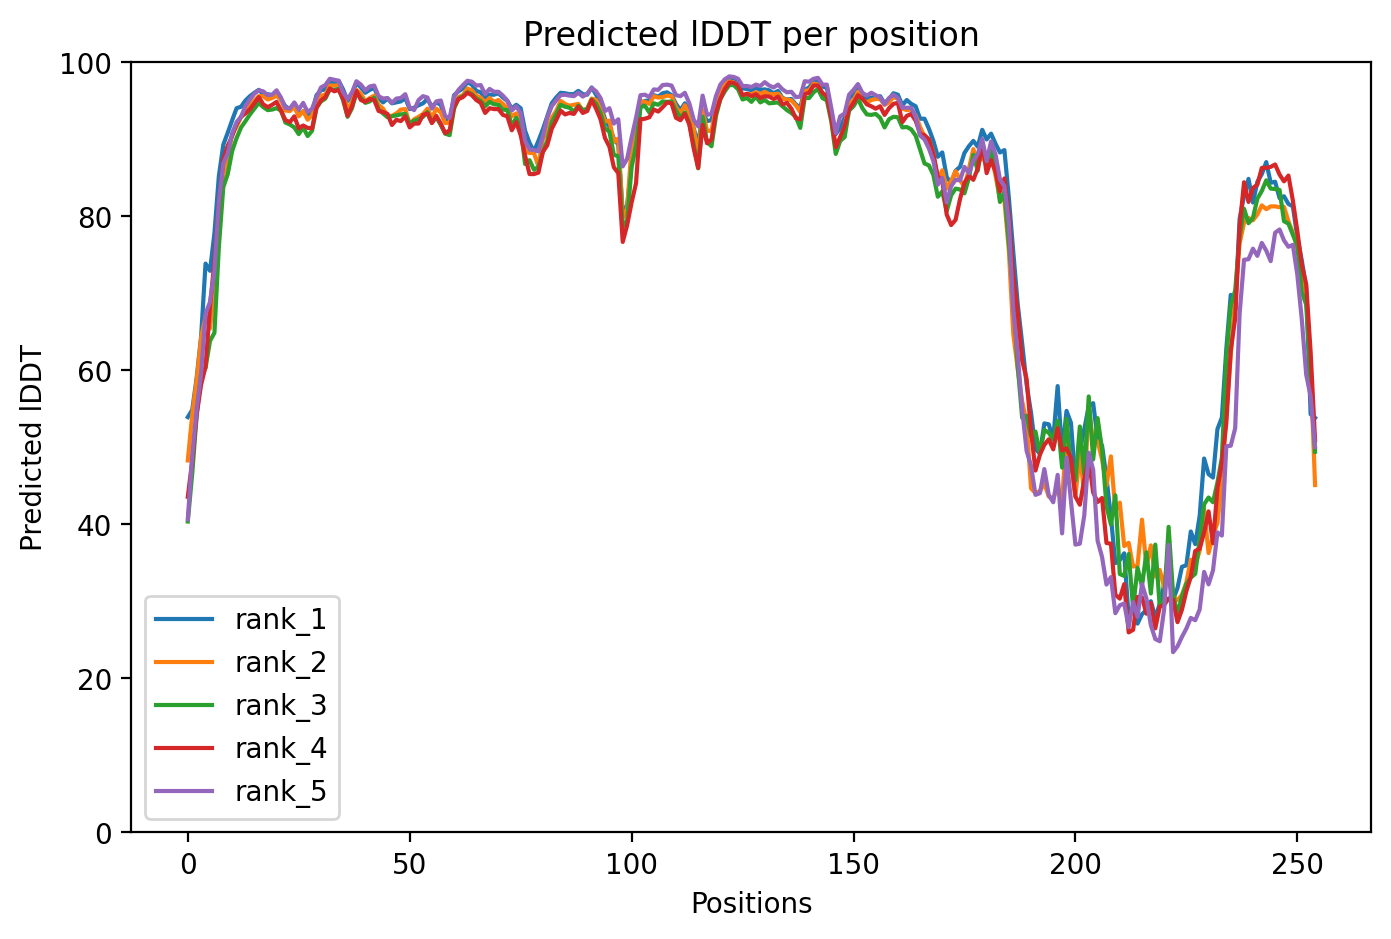 Predicted lDDT per position
100
80
60
40
20
0
Predicted lDDT
rank_1
rank_2
rank_3
rank_4
rank_5
0 50 100 150 200 250
Positions